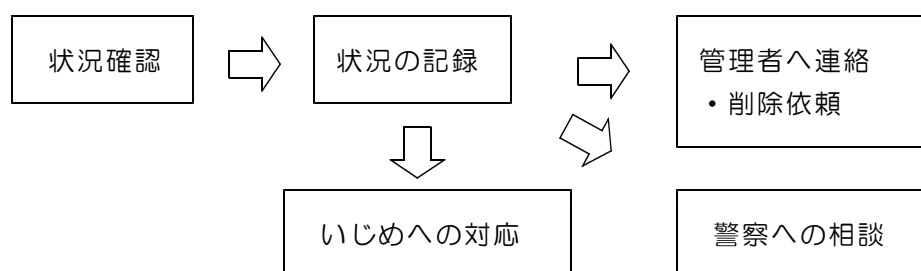 状況確認
状況の記録
管理者へ連絡
・削除依頼
いじめへの対応
警察への相談